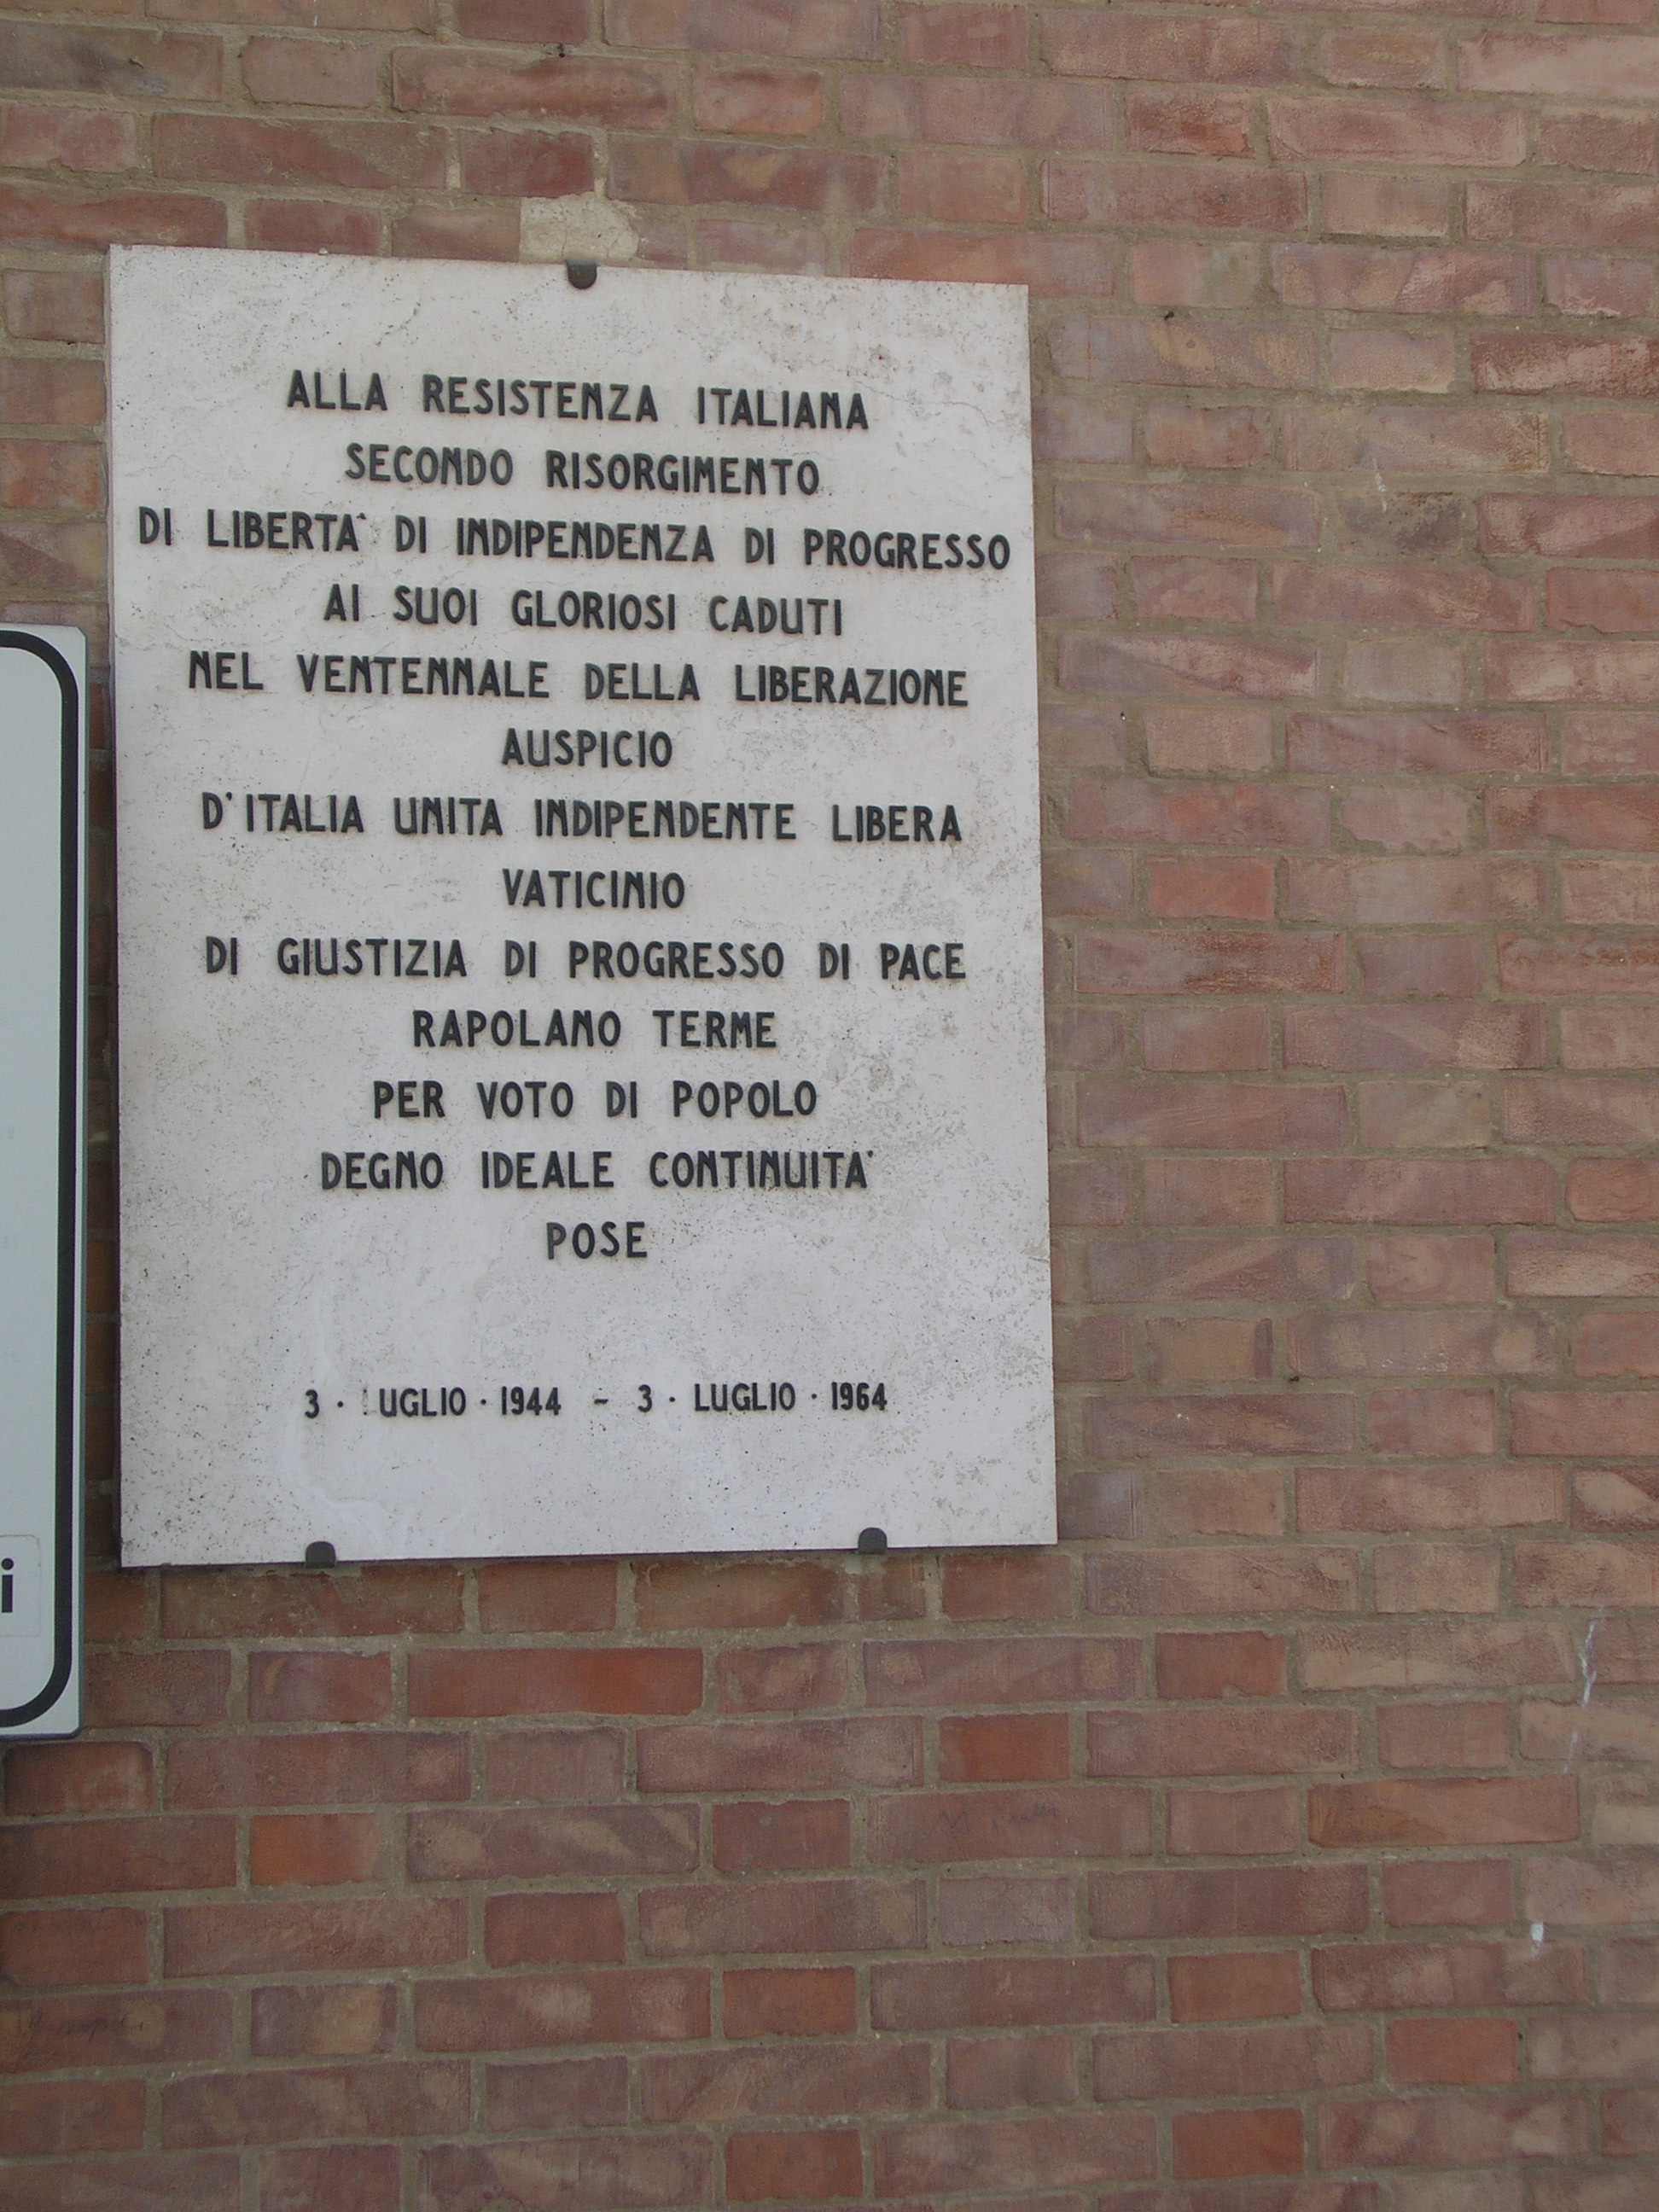 ALLA RESISTENZA ITALIANA
SECONDO RISORGIMENTO
DI LIBERTA' DI INDIPENDENZA DI PROGRESSO
AI SUOI GLORIOSI CADUTI
NEL VENTENNALE DELLA LIBERAZIONE
AUSPICIO
D'ITALIA UNITA INDIPENDENTE LIBERA
VATICINIO
DI GIUSTIZIA DI PROGRESSO DI PACE
RAPOLANO TERME
PER VOTO DI POPOLO
DEGNO IDEALE CONTINUITA'
POSE
3 · UGLIO · 1944 - 3 · LUGLIO · 1964
i